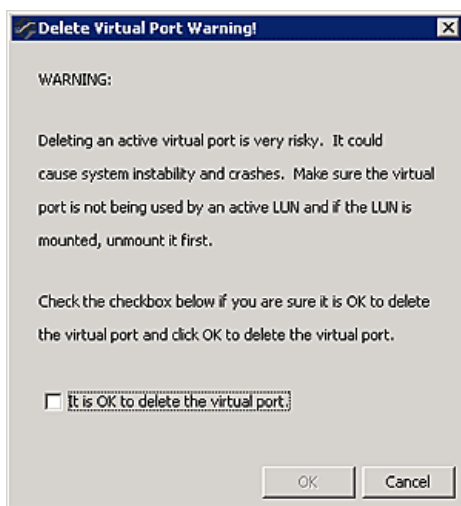 Delete Virtual Port Warning!
WARNING:
Deleting an active virtual port is very risky. It could
cause system instability and crashes. Make sure the virtual
port is not being used by an active LUN and if the LUN is
mounted, unmount it first.
Check the checkbox below if you are sure it is OK to delete
the virtual port and click OK to delete the virtual port.
It is OK to delete the virtual port.
OK Cancel